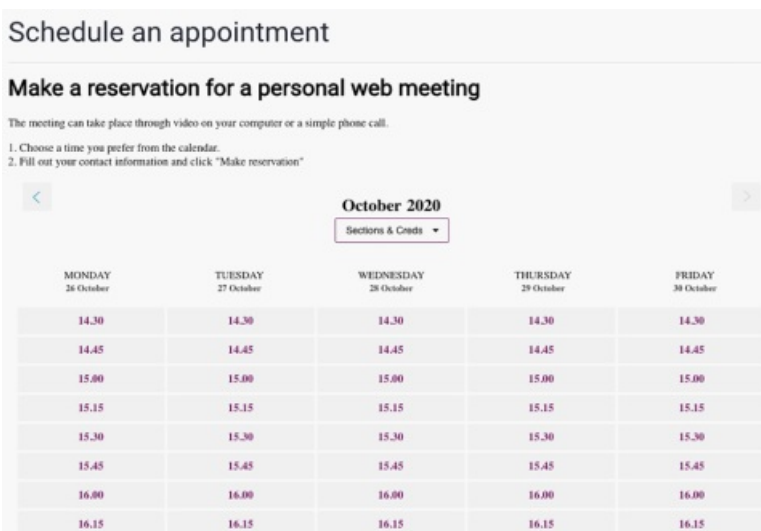 Schedule an appointment
Make a reservation for a personal web meeting
The meeting can take place through video on your computer or a simple phone call.
1. Choose a time you prefer from the calendar.
2. Fill out your contact information and click "Make reservation"
October 2020
Sections & Creds
MONDAY TUESDAY WEDNESDAY THURSDAY FRIDAY
26 October 27 October 28 October 29 October 30 October
14.30 14.30 14.30 14.30 14.30
14.45 14.45 14.45 14.45 14.45
15.00 15.00 15.00 15.00 15.00
15.15 15.15 15.15 15.15 15.15
15.30 15.30 15.30 15.30 15.30
15.45 15.45 15.45 15.45 15.45
16.00 16.00 16.00 16.00 16.00
16.15 16.15 16.15 16.15 16.15